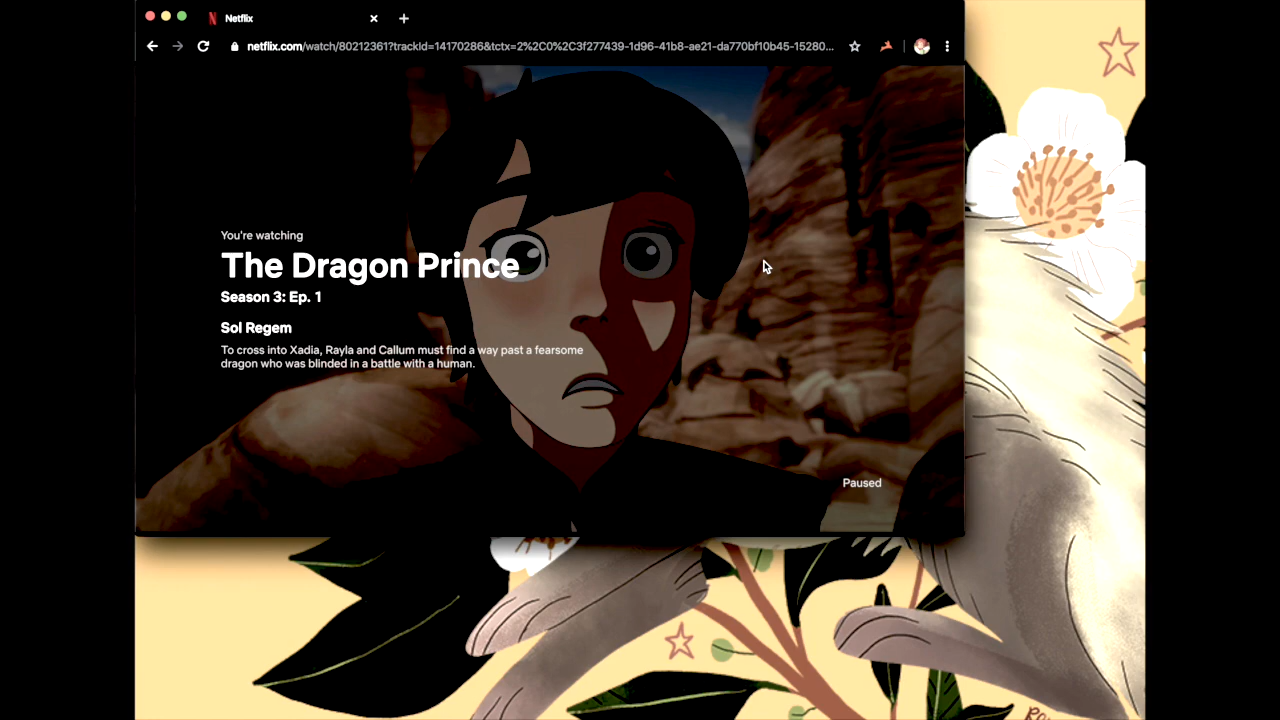 Netflix
netflix.com/watch/80212361?trackId=14170286&tctx=2%2C0%2C3f277439-1d96-41b8-ae21-da770bf10b45-15280...
You're watching
The Dragon Prince
Season 3: Ep. 1
Sol Regem
To cross into Xadia, Rayla and Callum must find a way past a fearsome
dragon who was blinded in a battle with a human.
Paused